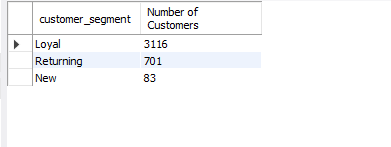 customer_segment Number of
Customers
Loyal 3116
Returning 701
New 83